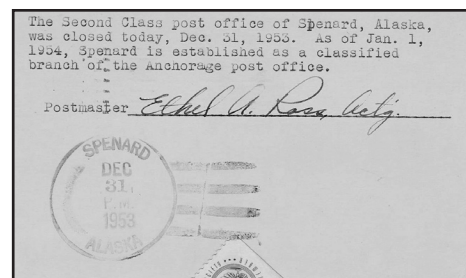 The Second Class post office of Spenard, Alaska,
was closed today, Dec. 31, 1953. As of Jan. 1,
1954, Spenard is established as a classified
branch of the Anchorage post office.
Postmaster Ethel A. Ross, Actg.
SPENARD
DEC
31
P.M.
1953
ALASKA